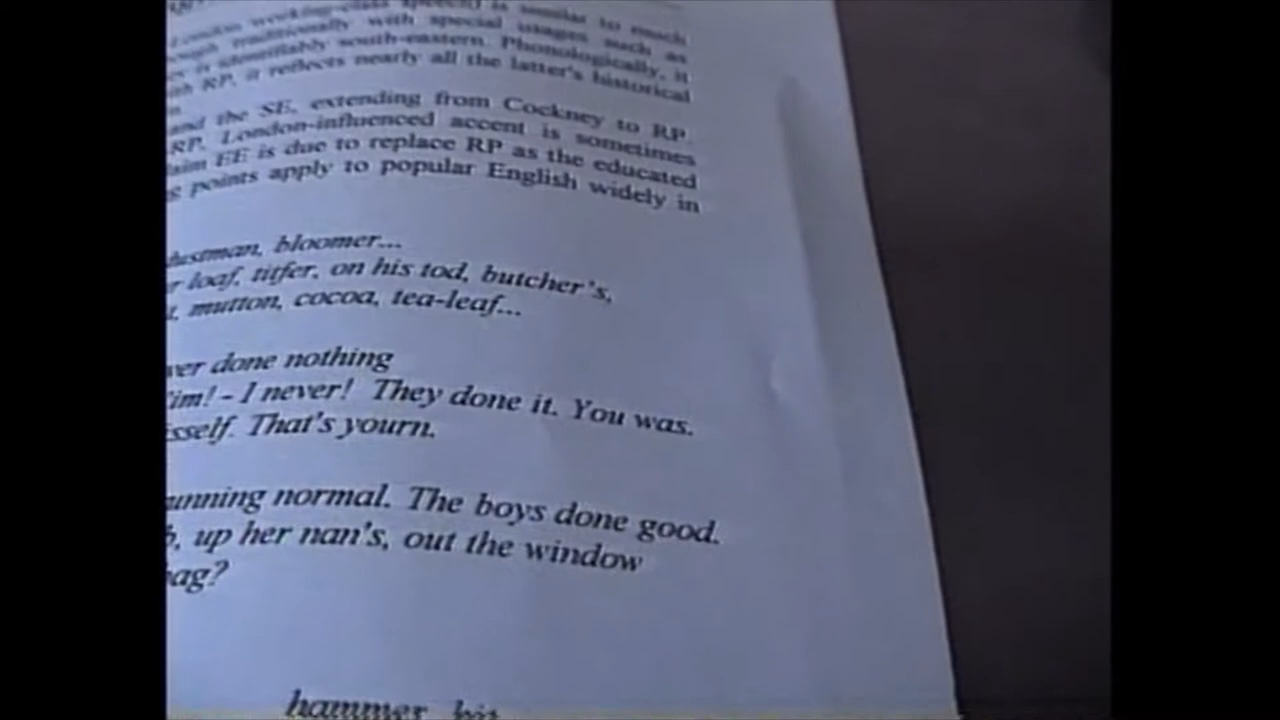 London working-class speech) is similar to much
traditionally with special usages such as
is identifiably south-eastern. Phonologically, it
RP, it reflects nearly all the latter's historical
and the SE, extending from Cockney to RP.
RP. London-influenced accent is sometimes
aim EE is due to replace RP as the educated
g points apply to popular English widely in
dustman, bloomer...
r loaf, titfer, on his tod, butcher's,
mutton, cocoa, tea-leaf...
ver done nothing
im! - I never! They done it. You was.
isself. That's yourn.
unning normal. The boys done good.
b, up her nan's, out the window
bag?
hammer hit